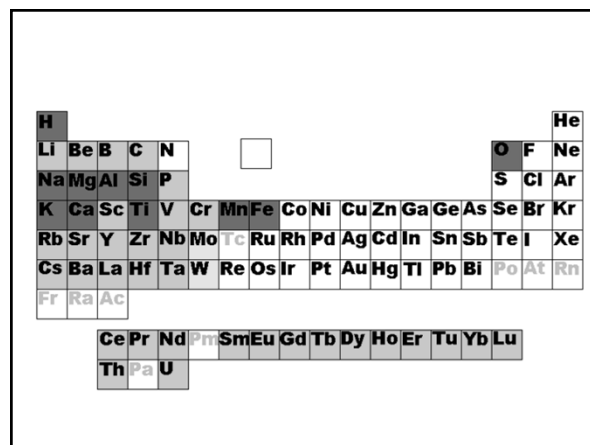 H He
Li Be B C N O F Ne
Na Mg Al Si P S Cl Ar
K Ca Sc Ti V Cr Mn Fe Co Ni Cu Zn Ga Ge As Se Br Kr
Rb Sr Y Zr Nb Mo Tc Ru Rh Pd Ag Cd In Sn Sb Te I Xe
Cs Ba La Hf Ta W Re Os Ir Pt Au Hg Tl Pb Bi Po At Rn
Fr Ra Ac
Ce Pr Nd Pm Sm Eu Gd Tb Dy Ho Er Tu Yb Lu
Th Pa U